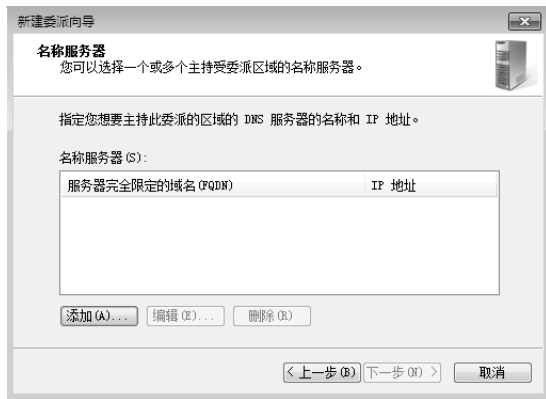 新建委派向导
名称服务器
您可以选择一个或多个主持受委派区域的名称服务器。
指定您想要主持此委派的区域的 DNS 服务器的名称和 IP 地址。
名称服务器(S):
服务器完全限定的域名(FQDN) IP 地址
添加(A)... 编辑(E)... 删除(R)
< 上一步(B) 下一步(N) > 取消